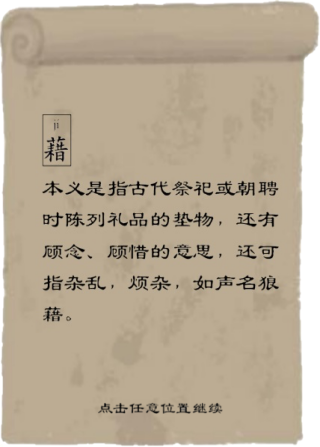 藉
本义是指古代祭祀或朝聘
时陈列礼品的垫物，还有
顾念、顾惜的意思，还可
指杂乱，烦杂，如声名狼
藉。
点击任意位置继续